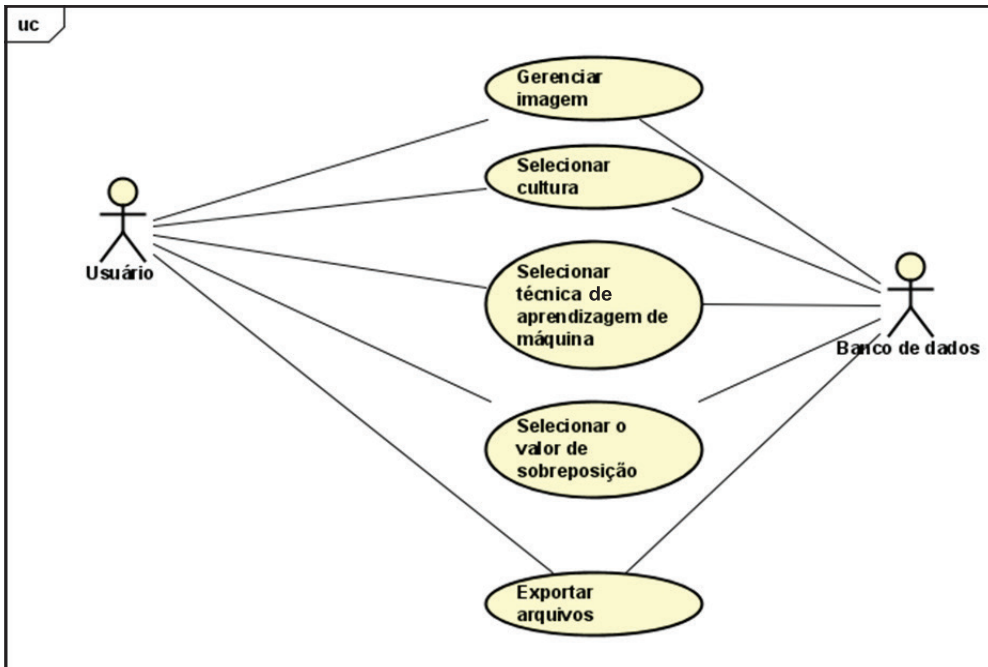 uc
Gerenciar
imagem
Selecionar
cultura
Usuário
Selecionar
técnica de
aprendizagem de
máquina
Banco de dados
Selecionar o
valor de
sobreposição
Exportar
arquivos